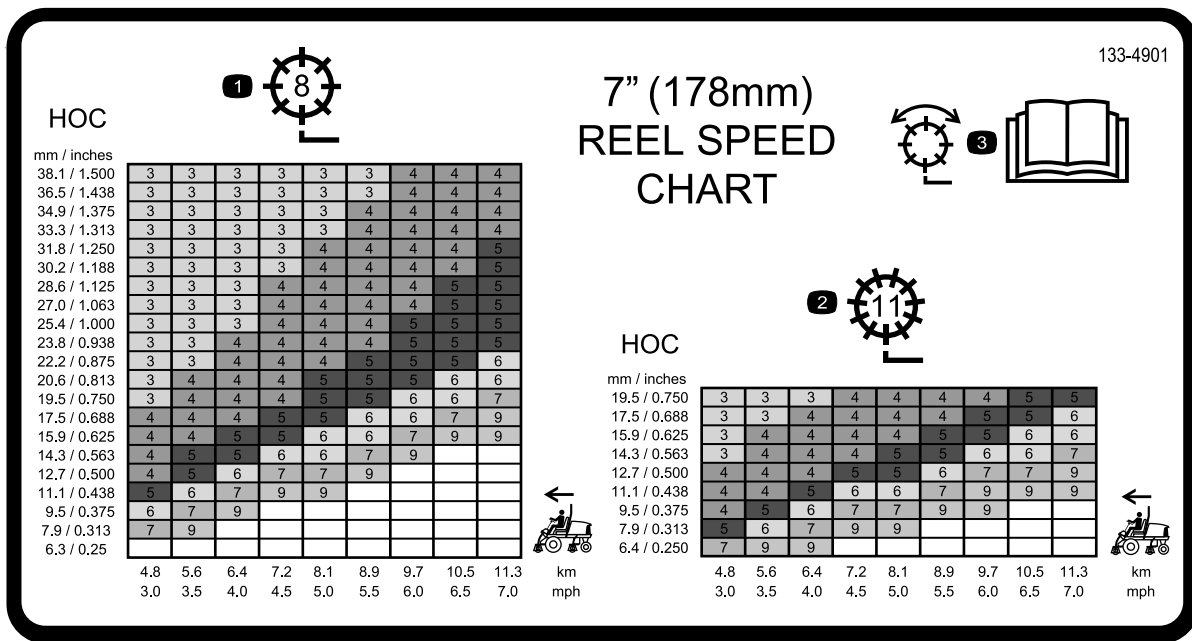 133-4901
1
8
7” (178mm)
REEL SPEED
CHART
3
HOC
mm / inches
38.1 / 1.500 3 3 3 3 3 3 4 4 4
36.5 / 1.438 3 3 3 3 3 3 4 4 4
34.9 / 1.375 3 3 3 3 3 4 4 4 4
33.3 / 1.313 3 3 3 3 3 4 4 4 4
31.8 / 1.250 3 3 3 3 4 4 4 4 5
30.2 / 1.188 3 3 3 3 4 4 4 4 5
28.6 / 1.125 3 3 3 4 4 4 4 5 5
27.0 / 1.063 3 3 3 4 4 4 4 5 5
25.4 / 1.000 3 3 3 4 4 4 5 5 5
23.8 / 0.938 3 3 4 4 4 4 5 5 5
22.2 / 0.875 3 3 4 4 4 5 5 5 6
20.6 / 0.813 3 4 4 4 5 5 5 6 6
19.5 / 0.750 3 4 4 4 5 5 6 6 7
17.5 / 0.688 4 4 4 5 5 6 6 7 9
15.9 / 0.625 4 4 5 5 6 6 7 9 9
14.3 / 0.563 4 5 5 6 6 7 9
12.7 / 0.500 4 5 6 7 7 9
11.1 / 0.438 5 6 7 9 9
9.5 / 0.375 6 7 9
7.9 / 0.313 7 9
6.3 / 0.25
4.8 5.6 6.4 7.2 8.1 8.9 9.7 10.5 11.3 km
3.0 3.5 4.0 4.5 5.0 5.5 6.0 6.5 7.0 mph
2
11
HOC
mm / inches
19.5 / 0.750 3 3 3 4 4 4 4 5 5
17.5 / 0.688 3 3 4 4 4 4 5 5 6
15.9 / 0.625 3 4 4 4 4 5 5 6 6
14.3 / 0.563 3 4 4 4 5 5 6 6 7
12.7 / 0.500 4 4 4 5 5 6 7 7 9
11.1 / 0.438 4 4 5 6 6 7 9 9 9
9.5 / 0.375 4 5 6 7 7 9 9
7.9 / 0.313 5 6 7 9 9
6.4 / 0.250 7 9 9
4.8 5.6 6.4 7.2 8.1 8.9 9.7 10.5 11.3 km
3.0 3.5 4.0 4.5 5.0 5.5 6.0 6.5 7.0 mph